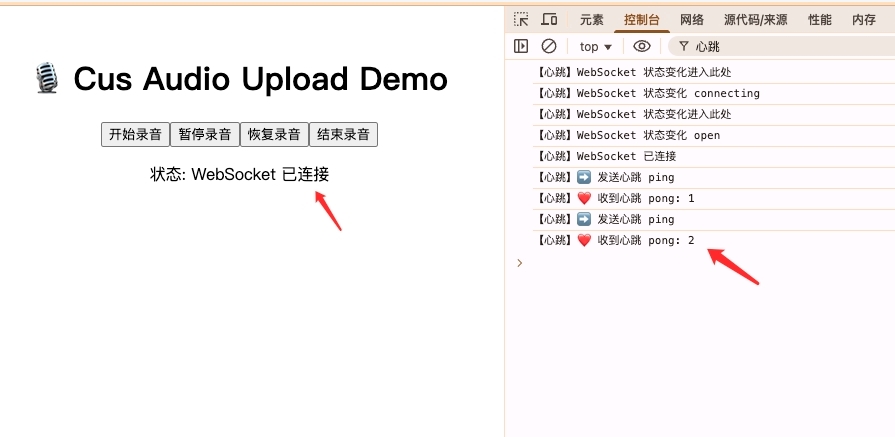 🎙️ Cus Audio Upload Demo
开始录音 暂停录音 恢复录音 结束录音
状态: WebSocket 已连接
元素 控制台 网络 源代码/来源 性能 内存
top ▼ 心跳
【心跳】WebSocket 状态变化进入此处
【心跳】WebSocket 状态变化 connecting
【心跳】WebSocket 状态变化进入此处
【心跳】WebSocket 状态变化 open
【心跳】WebSocket 已连接
【心跳】➡️ 发送心跳 ping
【心跳】❤️ 收到心跳 pong: 1
【心跳】➡️ 发送心跳 ping
【心跳】❤️ 收到心跳 pong: 2